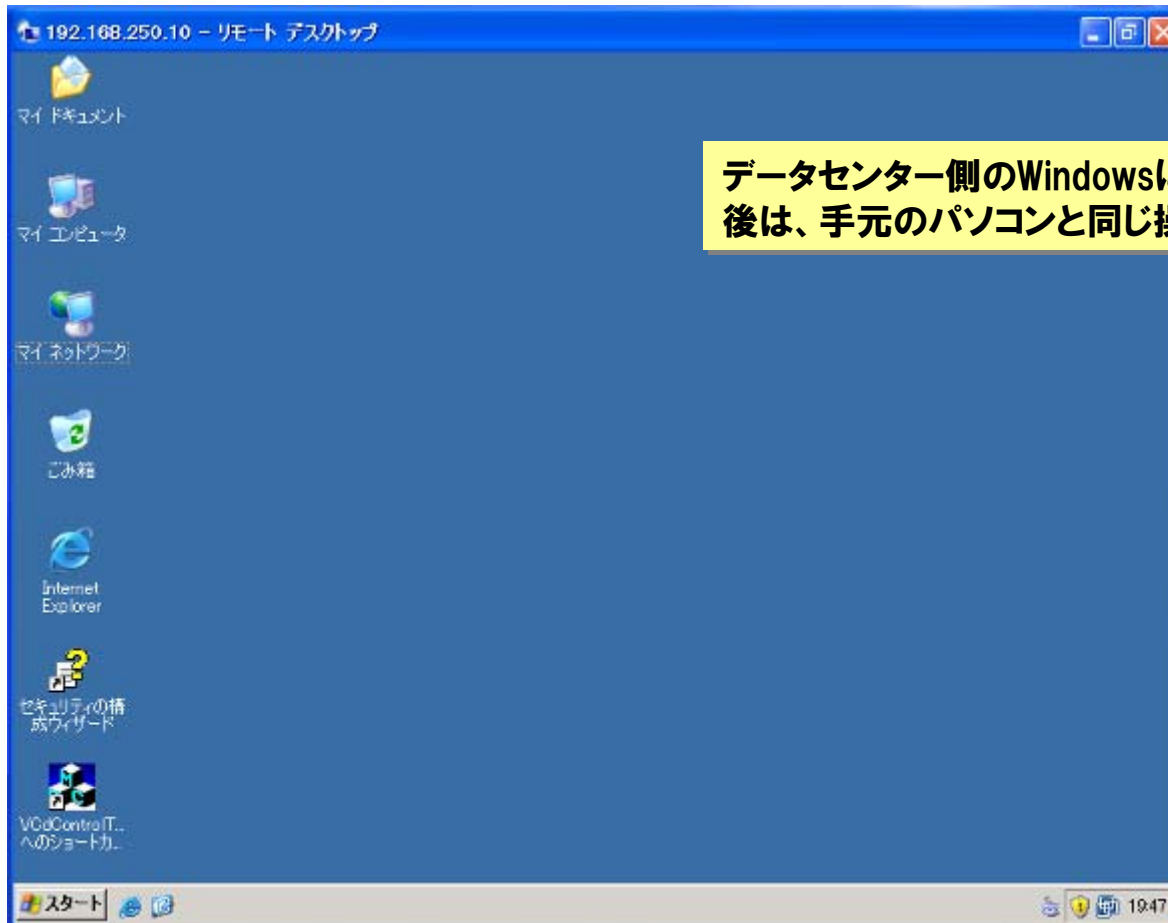 192.168.250.10 - リモート デスクトップ
マイ ドキュメント
データセンター側のWindowsに
後は、手元のパソコンと同じ操
マイ コンピュータ
マイ ネットワーク
ごみ箱
Internet
Explorer
セキュリティの構
成ウィザード
VCdControlT...
へのショートカ...
スタート
19:47